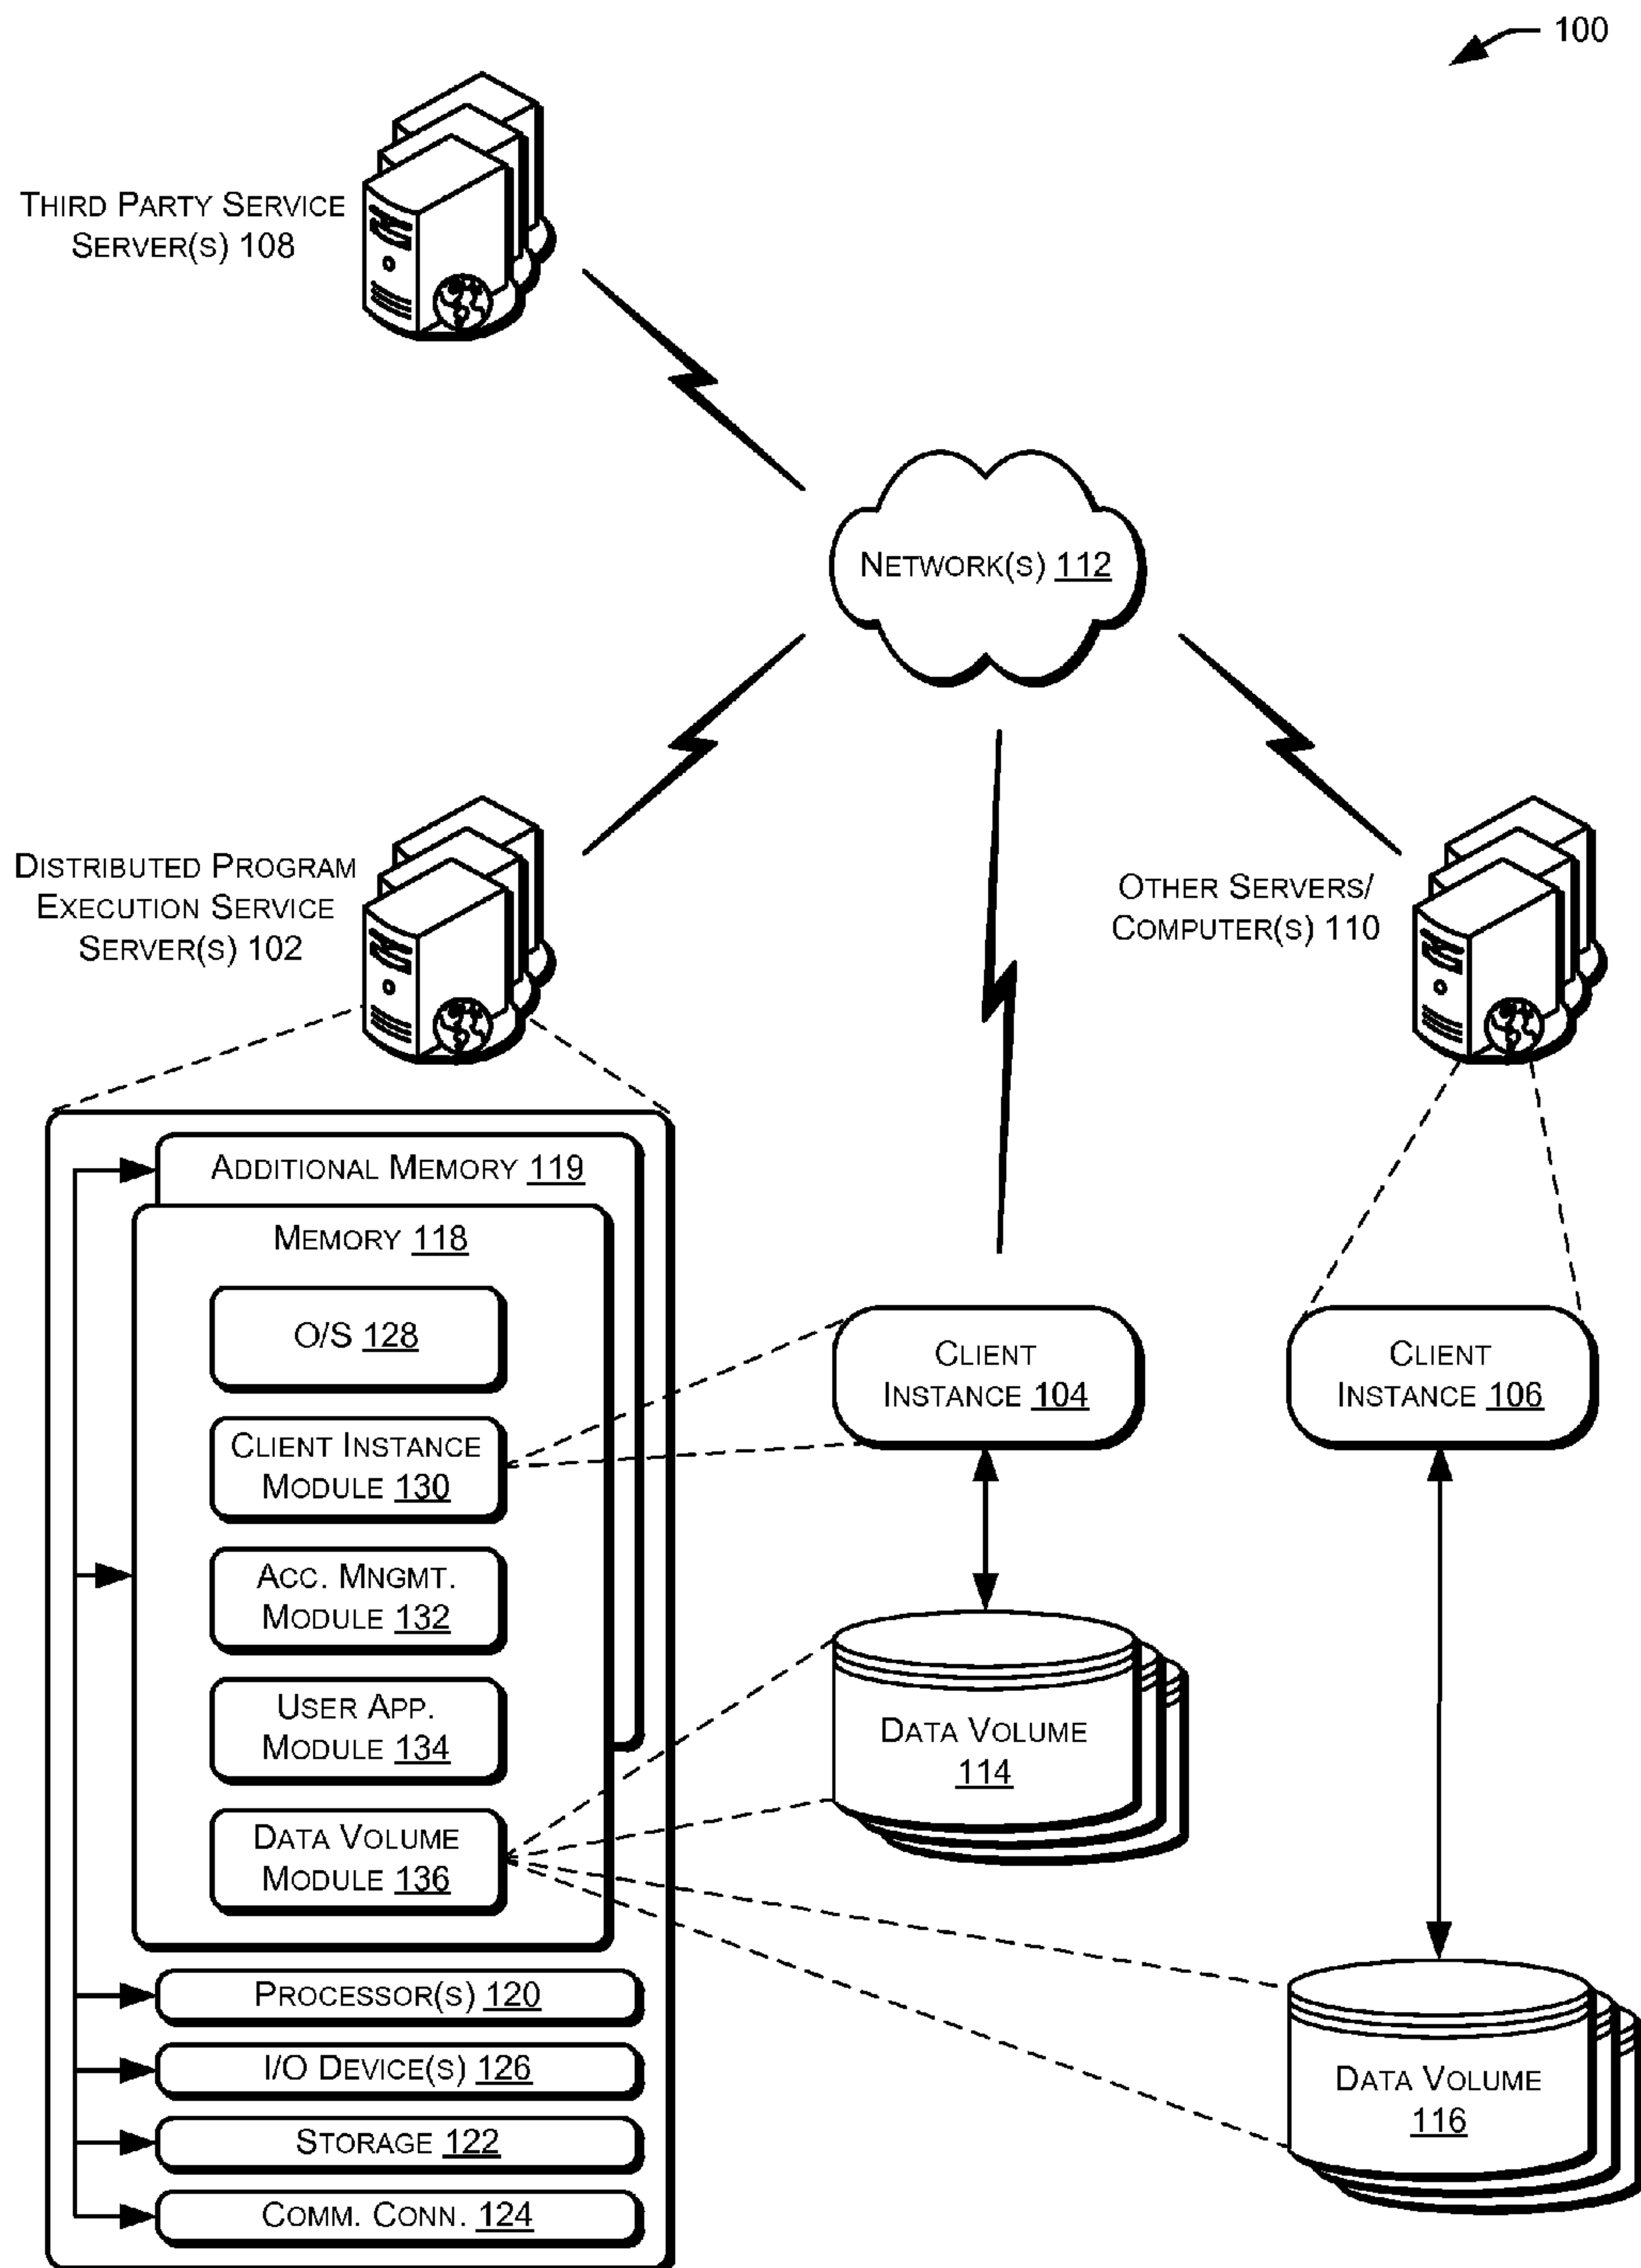 100
THIRD PARTY SERVICE
SERVER(S) 108
NETWORK(S) 112
DISTRIBUTED PROGRAM
EXECUTION SERVICE
SERVER(S) 102
OTHER SERVERS/
COMPUTER(S) 110
ADDITIONAL MEMORY 119
MEMORY 118
O/S 128
CLIENT INSTANCE
MODULE 130
ACC. MNGMT.
MODULE 132
USER APP.
MODULE 134
DATA VOLUME
MODULE 136
PROCESSOR(S) 120
I/O DEVICE(S) 126
STORAGE 122
COMM. CONN. 124
CLIENT
INSTANCE 104
DATA VOLUME
114
CLIENT
INSTANCE 106
DATA VOLUME
116